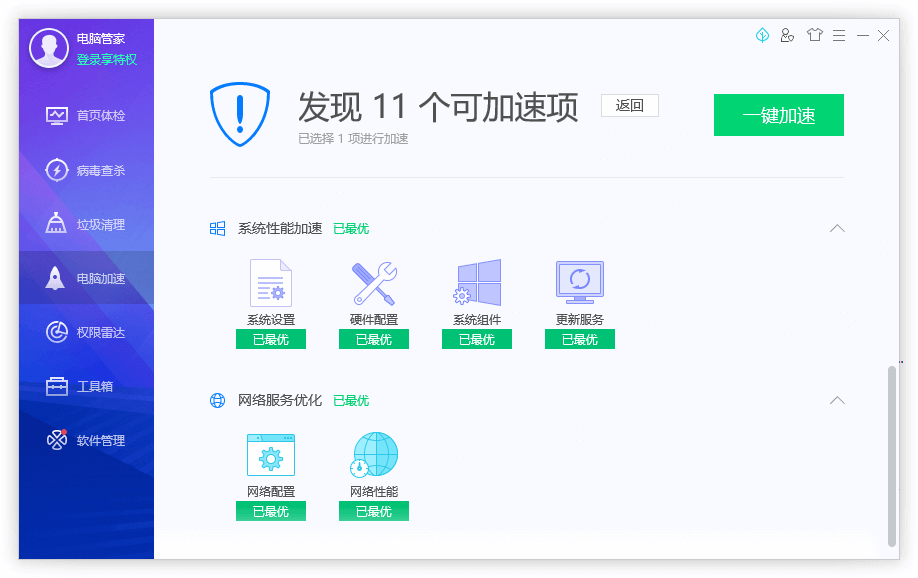 电脑管家
登录享特权
首页体检
病毒查杀
垃圾清理
电脑加速
权限雷达
工具箱
软件管理
发现 11 个可加速项
返回
一键加速
已选择 1 项进行加速
系统性能加速 已最优
系统设置 硬件配置 系统组件 更新服务
已最优 已最优 已最优 已最优
网络服务优化 已最优
网络配置 网络性能
已最优 已最优